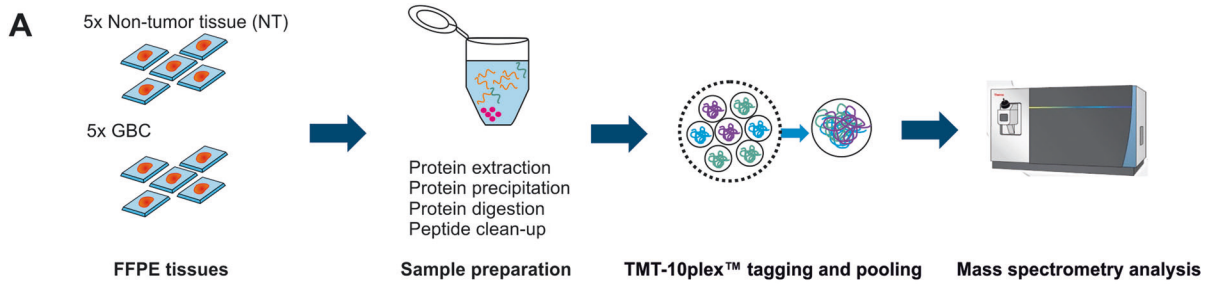 A
5x Non-tumor tissue (NT)
5x GBC
FFPE tissues
Protein extraction
Protein precipitation
Protein digestion
Peptide clean-up
Sample preparation
TMT-10plex™ tagging and pooling
Mass spectrometry analysis